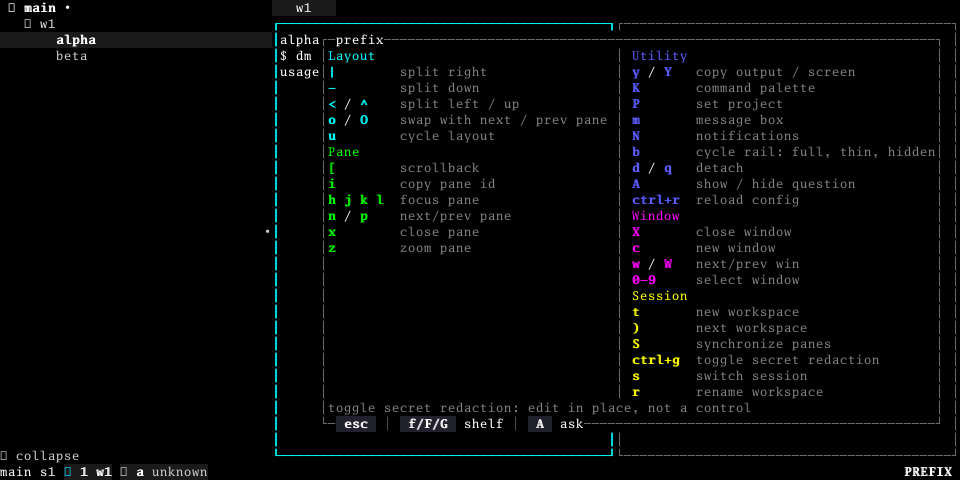 main • w1
w1
alpha
beta
alpha prefix
$ dm Layout Utility
usage | split right y / Y copy output / screen
- split down K command palette
< / ^ split left / up P set project
o / O swap with next / prev pane m message box
u cycle layout N notifications
Pane b cycle rail: full, thin, hidden
[ scrollback d / q detach
i copy pane id A show / hide question
h j k l focus pane ctrl+r reload config
n / p next/prev pane Window
• x close pane X close window
z zoom pane c new window
w / W next/prev win
0-9 select window
Session
t new workspace
) next workspace
S synchronize panes
ctrl+g toggle secret redaction
s switch session
r rename workspace
toggle secret redaction: edit in place, not a control
esc │ f/F/G shelf │ A ask
collapse
main s1 1 w1 a unknown PREFIX